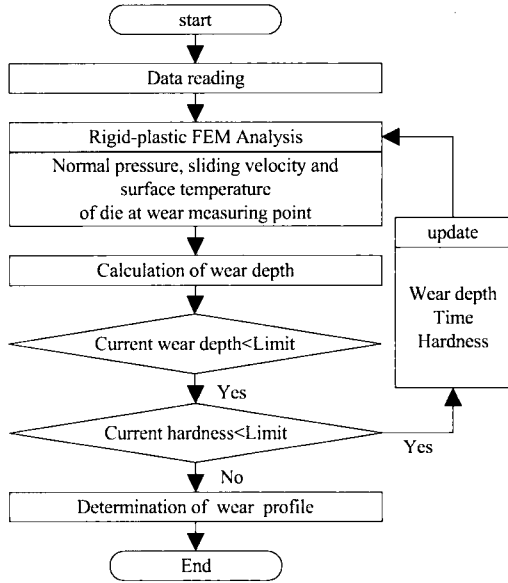 start
Data reading
Rigid-plastic FEM Analysis
Normal pressure, sliding velocity and
surface temperature
of die at wear measuring point
update
Wear depth
Time
Hardness
Calculation of wear depth
Current wear depth<Limit
Yes
Current hardness<Limit
Yes
No
Determination of wear profile
End